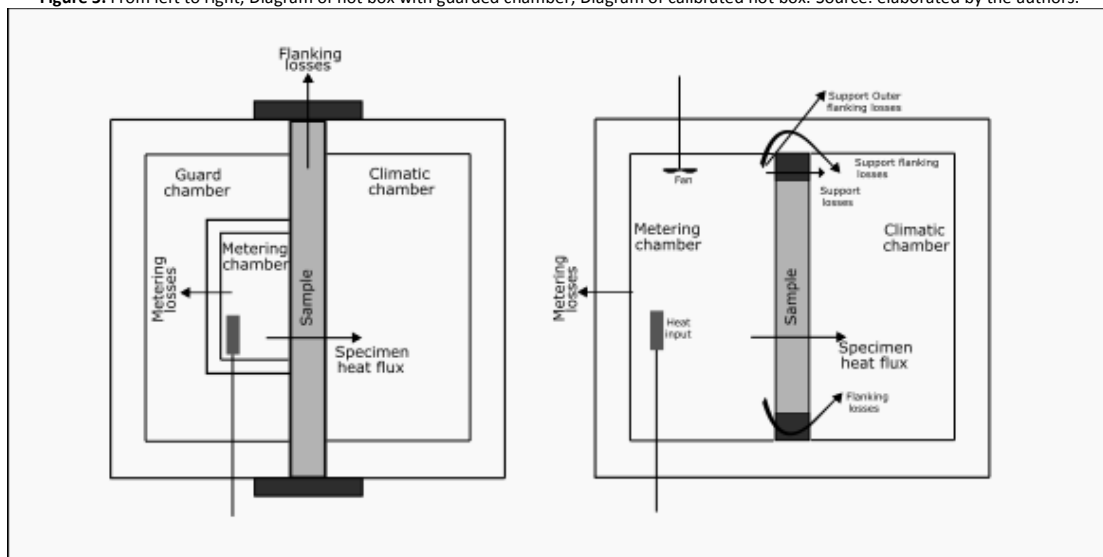 Figure 3. From left to right, Diagram of hot box with guarded chamber; Diagram of calibrated hot box. Source: elaborated by the authors.
Flanking
losses
Guard
chamber
Climatic
chamber
Metering
chamber
Metering
losses
Sample
Specimen
heat flux
Support Outer
flanking losses
Fan
Support flanking
losses
Support
losses
Metering
chamber
Climatic
chamber
Metering
losses
Sample
Heat
input
Specimen
heat flux
Flanking
losses